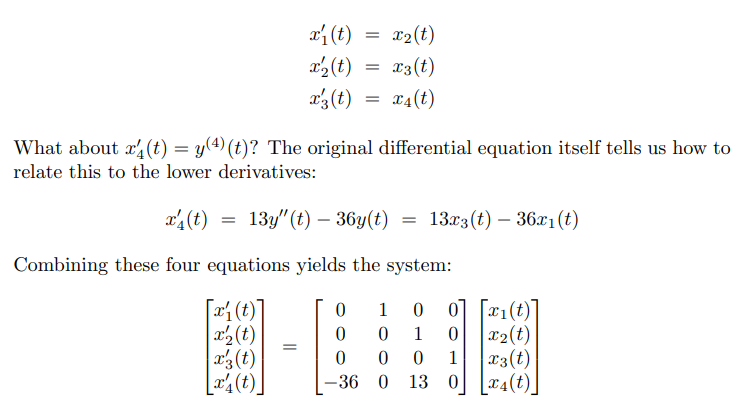 x′₁(t) = x₂(t)
x′₂(t) = x₃(t)
x′₃(t) = x₄(t)
What about x′₄(t) = y⁽⁴⁾(t)? The original differential equation itself tells us how to
relate this to the lower derivatives:
x′₄(t) = 13y″(t) − 36y(t) = 13x₃(t) − 36x₁(t)
Combining these four equations yields the system:
[x′₁(t)] [0 1 0 0] [x₁(t)]
[x′₂(t)] [0 0 1 0] [x₂(t)]
[x′₃(t)] = [0 0 0 1] [x₃(t)]
[x′₄(t)] [−36 0 13 0] [x₄(t)]